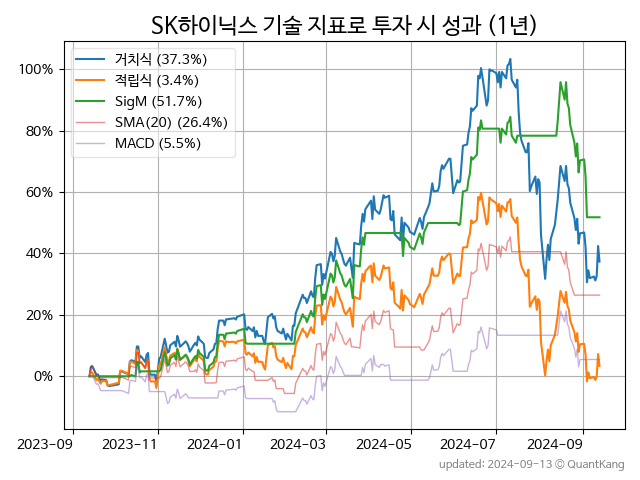 SK하이닉스 기술 지표로 투자 시 성과 (1년)
거치식 (37.3%)
적립식 (3.4%)
SigM (51.7%)
SMA(20) (26.4%)
MACD (5.5%)
100%
80%
60%
40%
20%
0%
2023-09 2023-11 2024-01 2024-03 2024-05 2024-07 2024-09
updated: 2024-09-13 ⓒ QuantKang